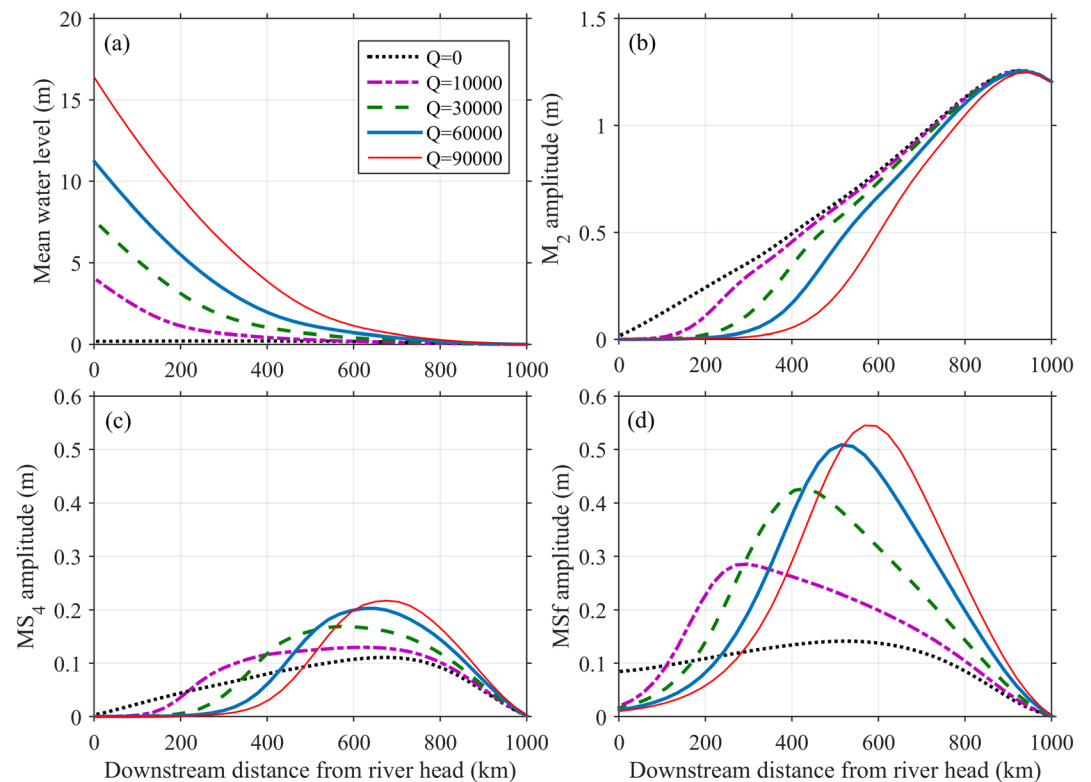 (a)
Q=0
Q=10000
Q=30000
Q=60000
Q=90000
20
15
10
5
0
Mean water level (m)
0 200 400 600 800 1000
(b)
1.5
1
0.5
0
M2 amplitude (m)
0 200 400 600 800 1000
(c)
0.6
0.5
0.4
0.3
0.2
0.1
0
MS4 amplitude (m)
0 200 400 600 800 1000
Downstream distance from river head (km)
(d)
0.6
0.5
0.4
0.3
0.2
0.1
0
MSf amplitude (m)
0 200 400 600 800 1000
Downstream distance from river head (km)